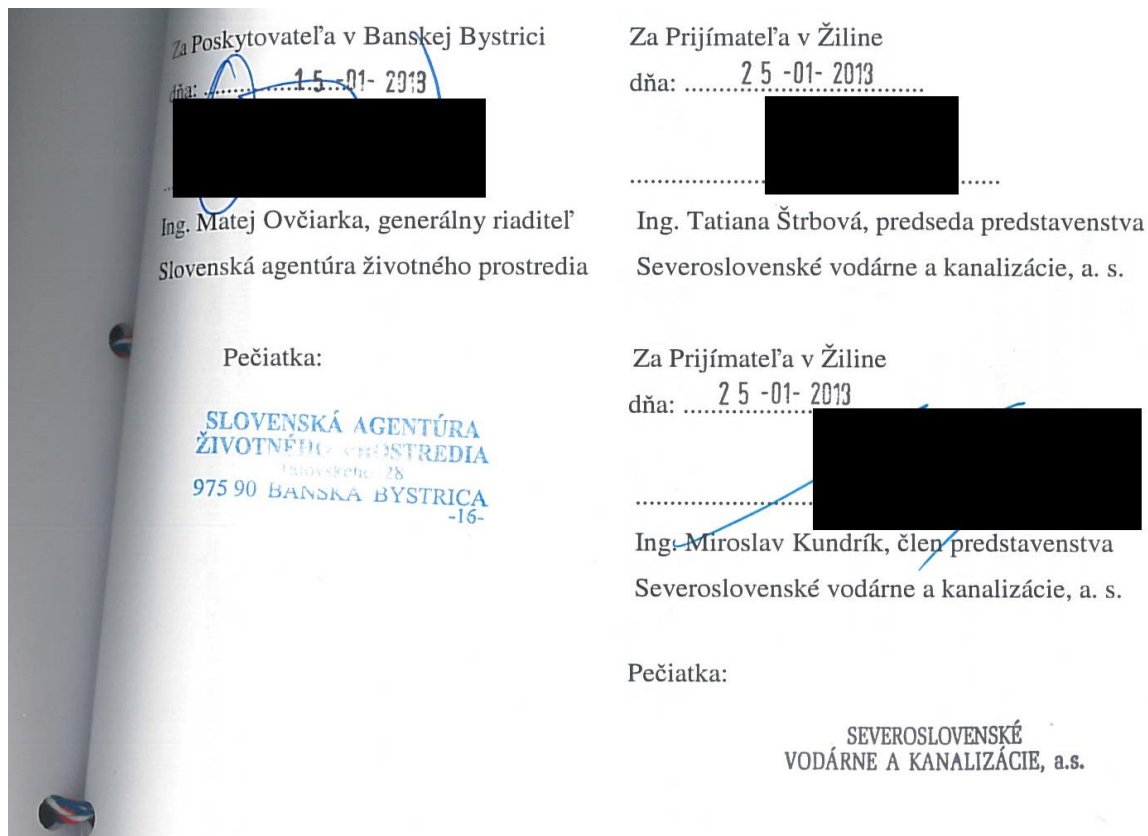 Za Poskytovateľa v Banskej Bystrici
dňa: ....................15 -01- 2013
Ing. Matej Ovčiarka, generálny riaditeľ
Slovenská agentúra životného prostredia
Pečiatka:
SLOVENSKÁ AGENTÚRA
ŽIVOTNÉHO PROSTREDIA
28
975 90 BANSKÁ BYSTRICA
-16-
Za Prijímateľa v Žiline
dňa: ........25 -01- 2013........
Ing. Tatiana Štrbová, predseda predstavenstva
Severoslovenské vodárne a kanalizácie, a. s.
Za Prijímateľa v Žiline
dňa: ......25 -01- 2013
Ing. Miroslav Kundrík, člen predstavenstva
Severoslovenské vodárne a kanalizácie, a. s.
Pečiatka:
SEVEROSLOVENSKÉ
VODÁRNE A KANALIZÁCIE, a.s.